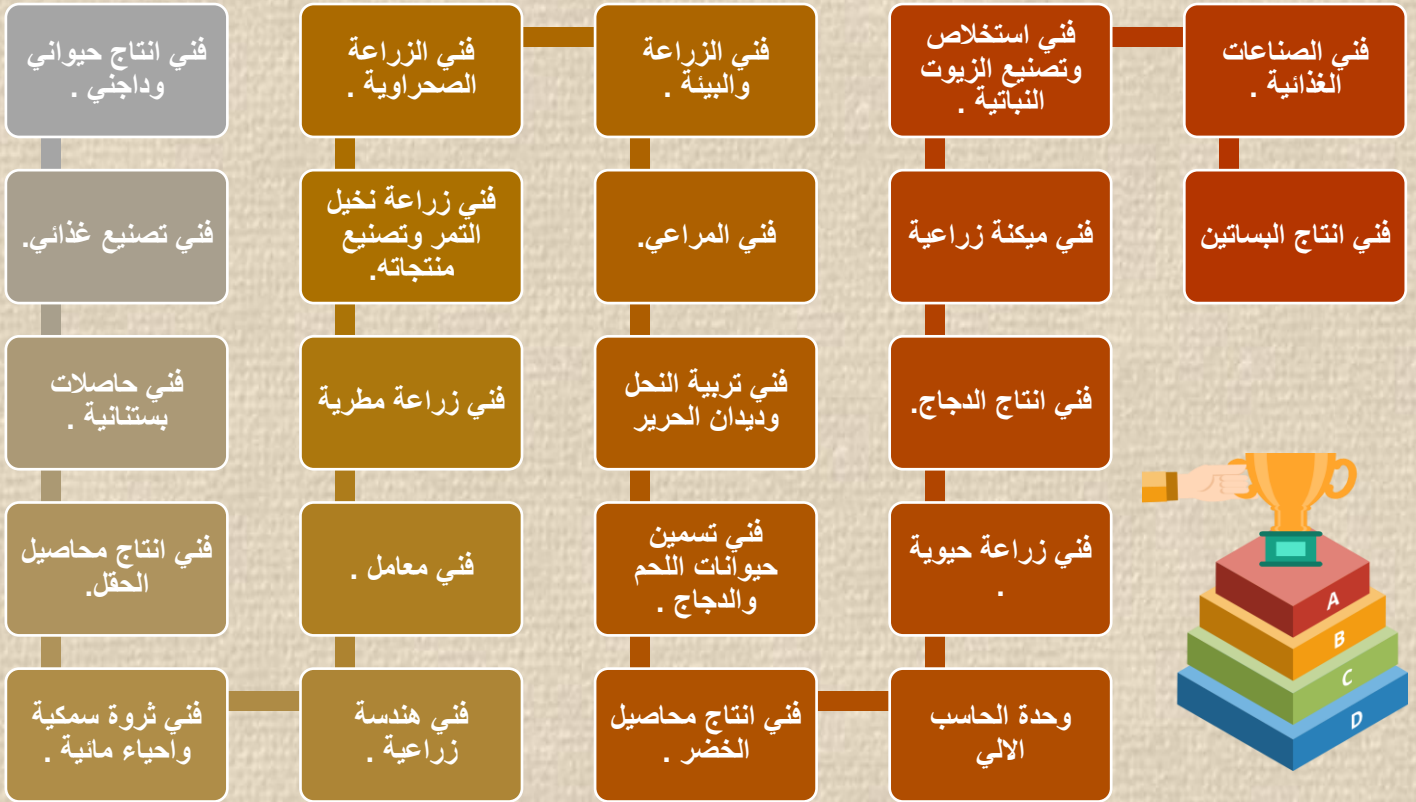 فني انتاج حيواني
وداجني .
فني تصنيع غذائي.
فني حاصلات
بستنانية .
فني انتاج محاصيل
الحقل.
فني ثروة سمكية
واحياء مائية .
فني هندسة
زراعية .
فني معامل .
فني زراعة مطرية
فني زراعة نخيل
التمر وتصنيع
منتجاته.
فني الزراعة
الصحراوية .
فني الزراعة
والبيئة .
فني المراعي.
فني تربية النحل
وديدان الحرير
فني تسمين
حيوانات اللحم
والدجاج .
فني انتاج محاصيل
الخضر .
وحدة الحاسب
الالي
فني زراعة حيوية
.
فني انتاج الدجاج.
فني ميكنة زراعية
فني استخلاص
وتصنيع الزيوت
النباتية .
فني الصناعات
الغذائية .
فني انتاج البساتين
A
B
C
D